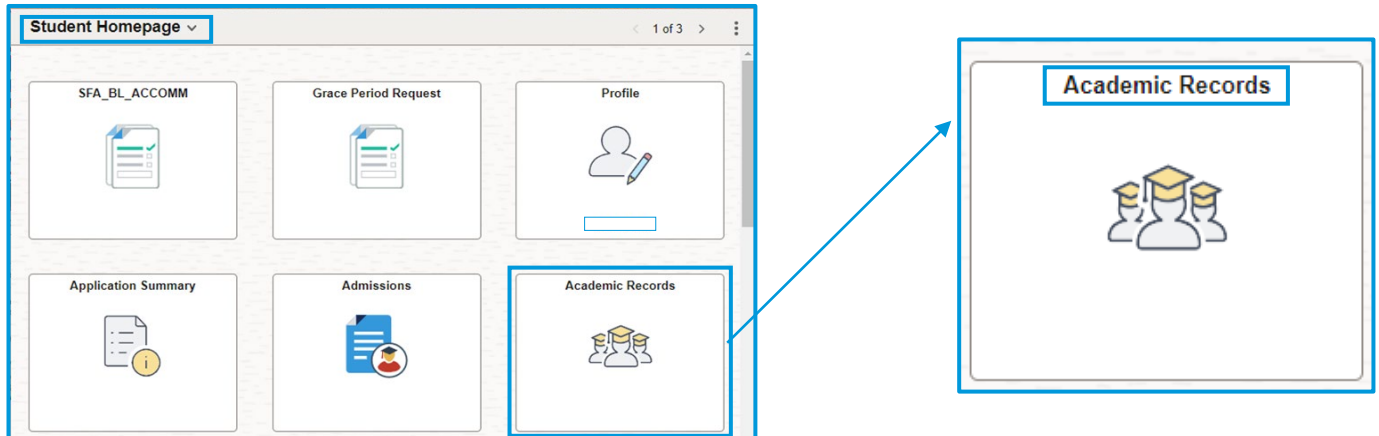 Student Homepage
1 of 3
SFA_BL_ACCOMM
Grace Period Request
Profile
Application Summary
Admissions
Academic Records
Academic Records